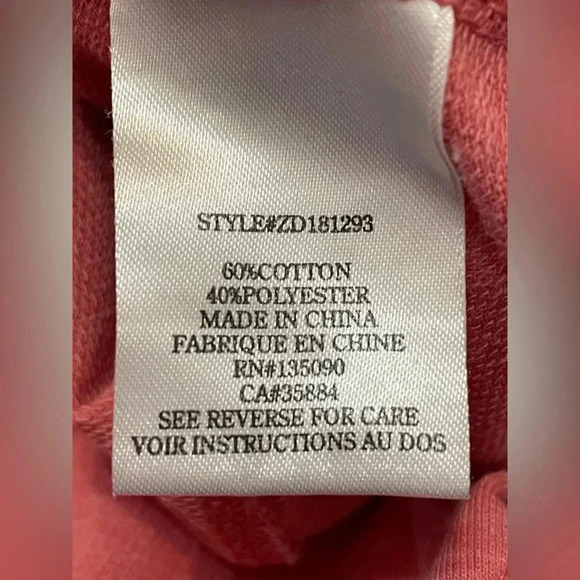 STYLE#ZD181293
60%COTTON
40%POLYESTER
MADE IN CHINA
FABRIQUE EN CHINE
RN#135090
CA#35884
SEE REVERSE FOR CARE
VOIR INSTRUCTIONS AU DOS